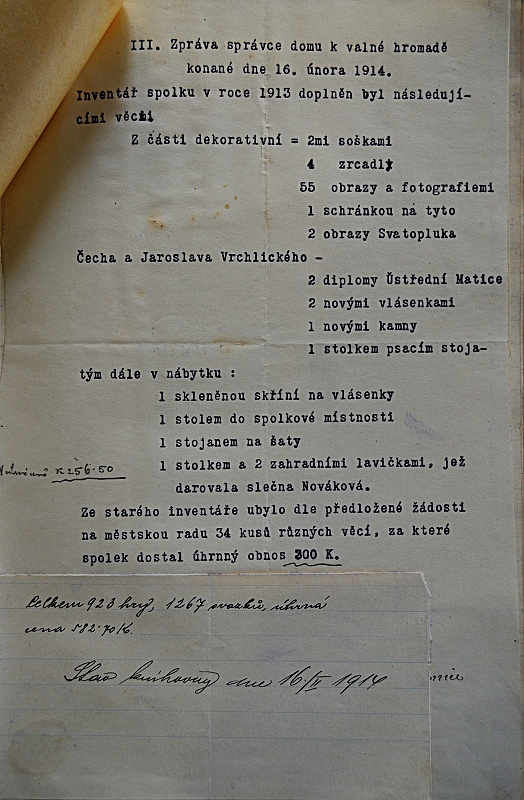 III. Zpráva správce domu k valné hromadě
konané dne 16. února 1914.
Inventář spolku v roce 1913 doplněn byl následují-
cími věcmi
Z části dekorativní = 2mi soškami
4 zrcadly
55 obrazy a fotografiemi
1 schránkou na tyto
2 obrazy Svatopluka
Čecha a Jaroslava Vrchlického -
2 diplomy Ústřední Matice
2 novými vlásenkami
1 novými kamny
1 stolkem psacím stoja-
tým dále v nábytku :
1 skleněnou skříní na vlásenky
1 stolem do spolkové místnosti
1 stojanem na šaty
K 256·50
1 stolkem a 2 zahradními lavičkami, jež
darovala slečna Nováková.
Ze starého inventáře ubylo dle předložené žádosti
na městskou radu 34 kusů různých věcí, za které
spolek dostal úhrnný obnos 300 K.
Celkem 923 her, 1267 svazků, úhrná
cena 582·70 K.
Stav knihovny dne 16/II 1914